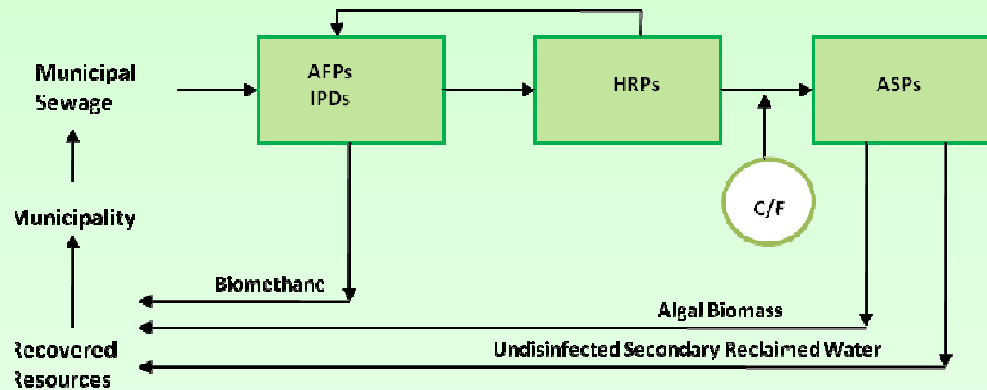 Municipal
Sewage
AFPs
IPDs
HRPs
ASPs
C/F
Municipality
Biomethane
Algal Biomass
Undisinfected Secondary Reclaimed Water
Recovered
Resources